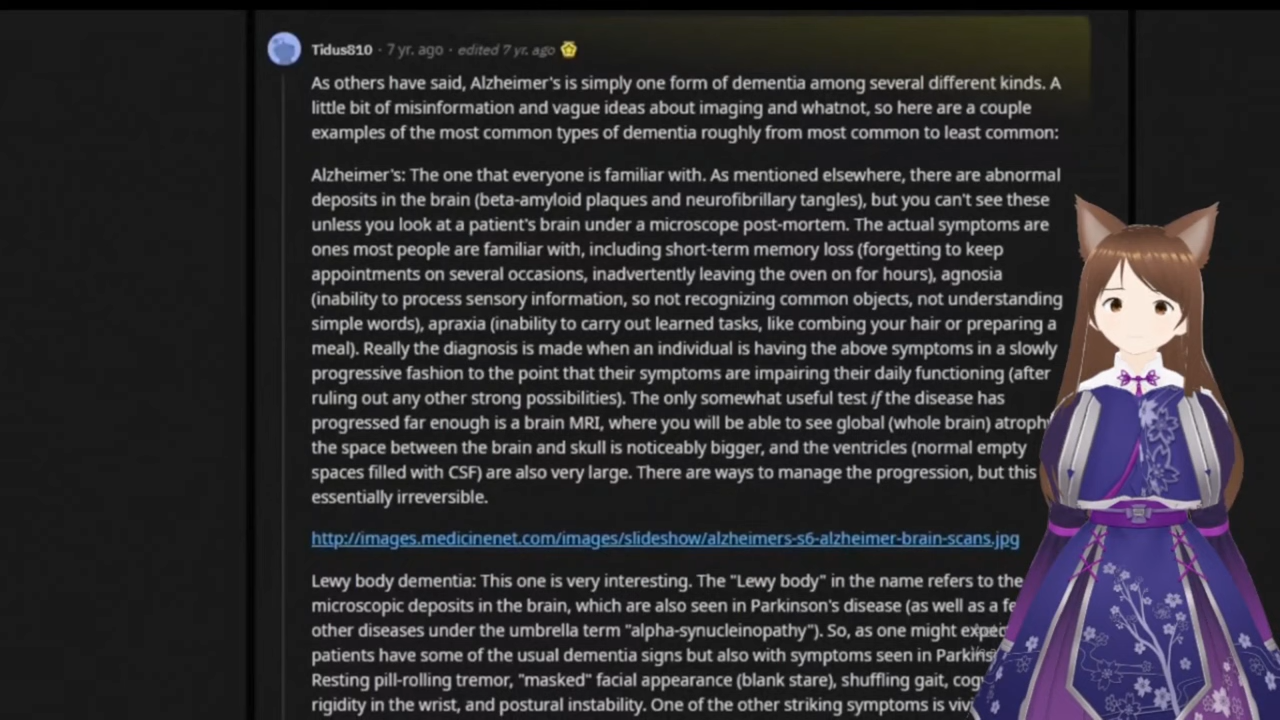 Tidus810 · 7 yr. ago · edited 7 yr. ago
As others have said, Alzheimer's is simply one form of dementia among several different kinds. A
little bit of misinformation and vague ideas about imaging and whatnot, so here are a couple
examples of the most common types of dementia roughly from most common to least common:
Alzheimer's: The one that everyone is familiar with. As mentioned elsewhere, there are abnormal
deposits in the brain (beta-amyloid plaques and neurofibrillary tangles), but you can't see these
unless you look at a patient's brain under a microscope post-mortem. The actual symptoms are
ones most people are familiar with, including short-term memory loss (forgetting to keep
appointments on several occasions, inadvertently leaving the oven on for hours), agnosia
(inability to process sensory information, so not recognizing common objects, not understanding
simple words), apraxia (inability to carry out learned tasks, like combing your hair or preparing a
meal). Really the diagnosis is made when an individual is having the above symptoms in a slowly
progressive fashion to the point that their symptoms are impairing their daily functioning (after
ruling out any other strong possibilities). The only somewhat useful test if the disease has
progressed far enough is a brain MRI, where you will be able to see global (whole brain)
the space between the brain and skull is noticeably bigger, and the ventricles (normal empty
spaces filled with CSF) are also very large. There are ways to manage the progression, but this
essentially irreversible.
http://images.medicinenet.com/images/slideshow/alzheimers-s6-alzheimer-brain-scans.jpg
Lewy body dementia: This one is very interesting. The "Lewy body" in the name refers to the
microscopic deposits in the brain, which are also seen in Parkinson's disease (as well as a
other diseases under the umbrella term "alpha-synucleinopathy"). So, as one might
patients have some of the usual dementia signs but also with symptoms seen in
Resting pill-rolling tremor, "masked" facial appearance (blank stare), shuffling gait,
rigidity in the wrist, and postural instability. One of the other striking symptoms is